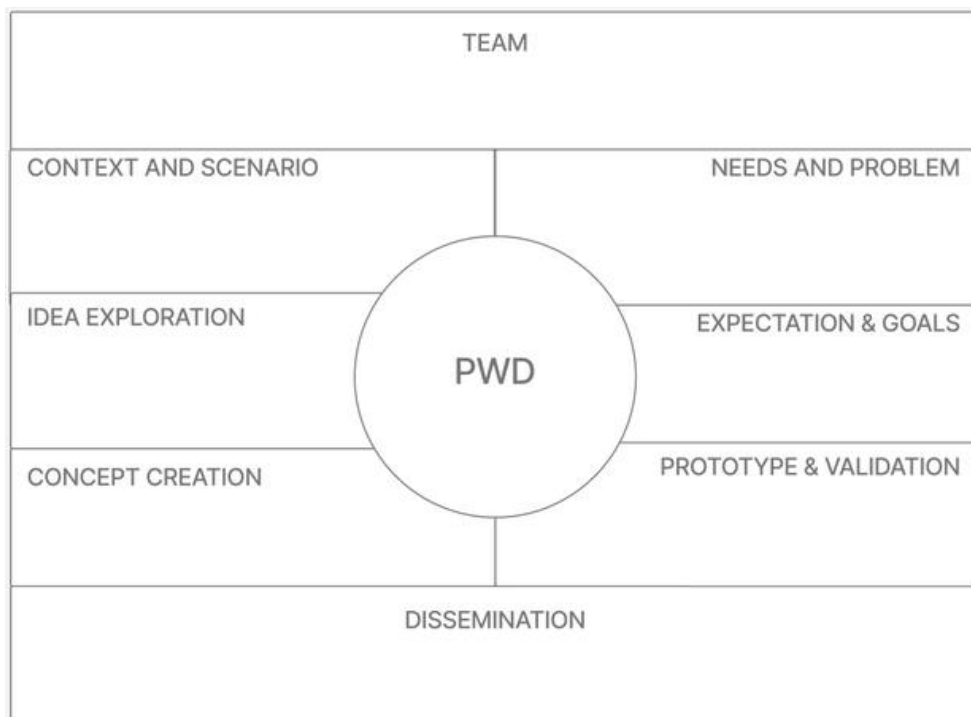 TEAM
CONTEXT AND SCENARIO
NEEDS AND PROBLEM
IDEA EXPLORATION
EXPECTATION & GOALS
PWD
CONCEPT CREATION
PROTOTYPE & VALIDATION
DISSEMINATION